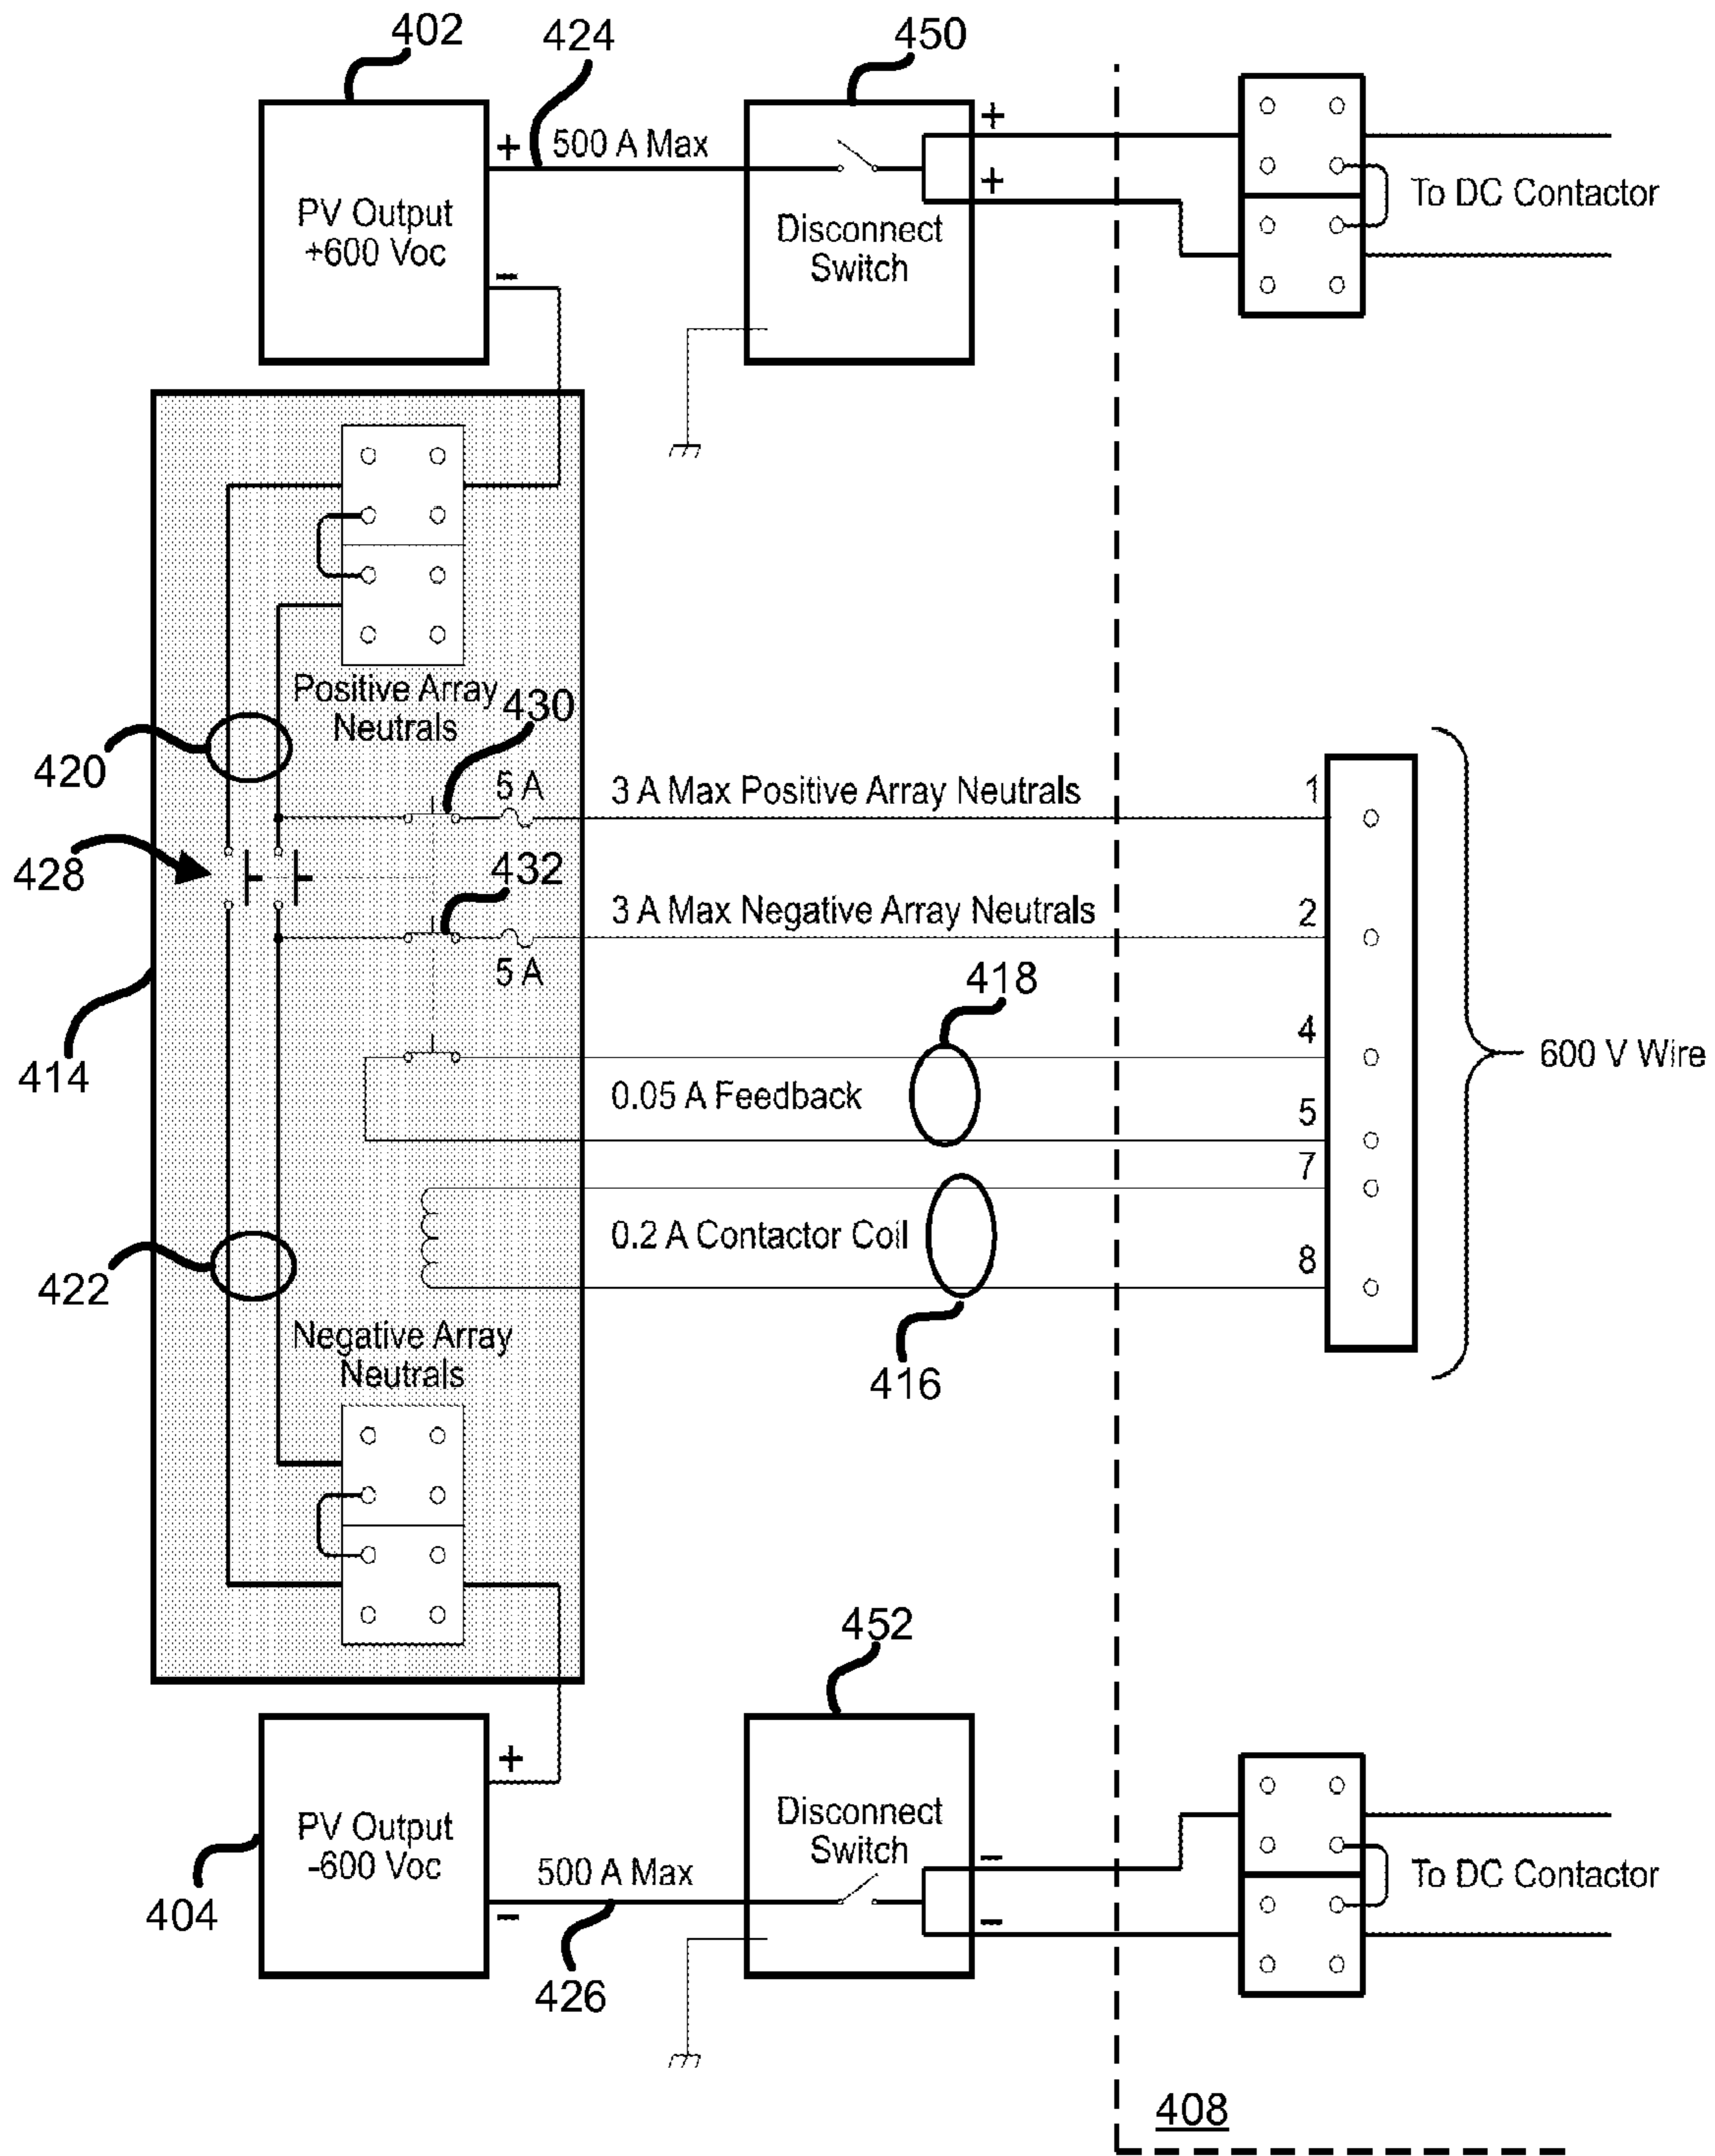 402
424
450
+
500 A Max
+
+
PV Output
+600 Voc
-
Disconnect
Switch
To DC Contactor
Positive Array
Neutrals
430
420
5 A
3 A Max Positive Array Neutrals
1
428
432
3 A Max Negative Array Neutrals
2
5 A
418
414
4
600 V Wire
0.05 A Feedback
5
7
0.2 A Contactor Coil
8
422
416
Negative Array
Neutrals
452
+
PV Output
-600 Voc
404
500 A Max
-
426
Disconnect
Switch
-
-
To DC Contactor
408